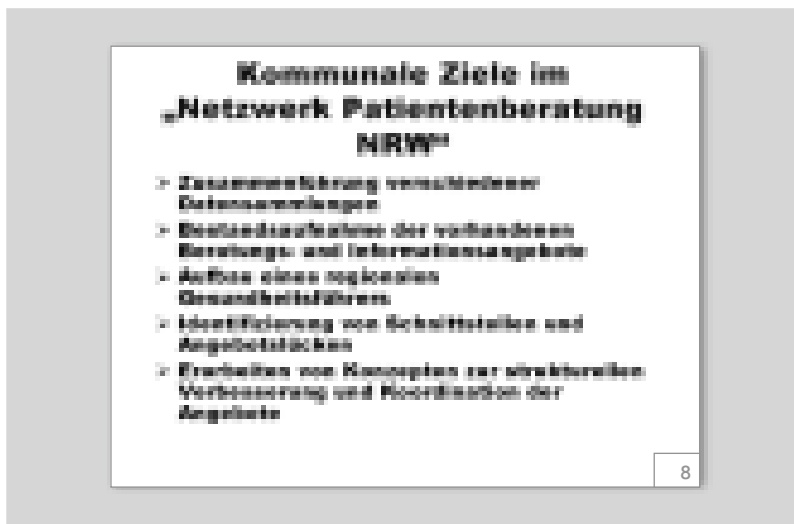 Kommunale Ziele im
„Netzwerk Patientenberatung
NRW“
➢ Zusammenführung verschiedener
Datensammlungen
➢ Bestandsaufnahme der vorhandenen
Beratungs- und Informationsangebote
➢ Aufbau eines regionalen
Gesundheitsführers
➢ Identifizierung von Schnittstellen und
Angebotslücken
➢ Erarbeiten von Konzepten zur strukturellen
Verbesserung und Koordination der
Angebote
8